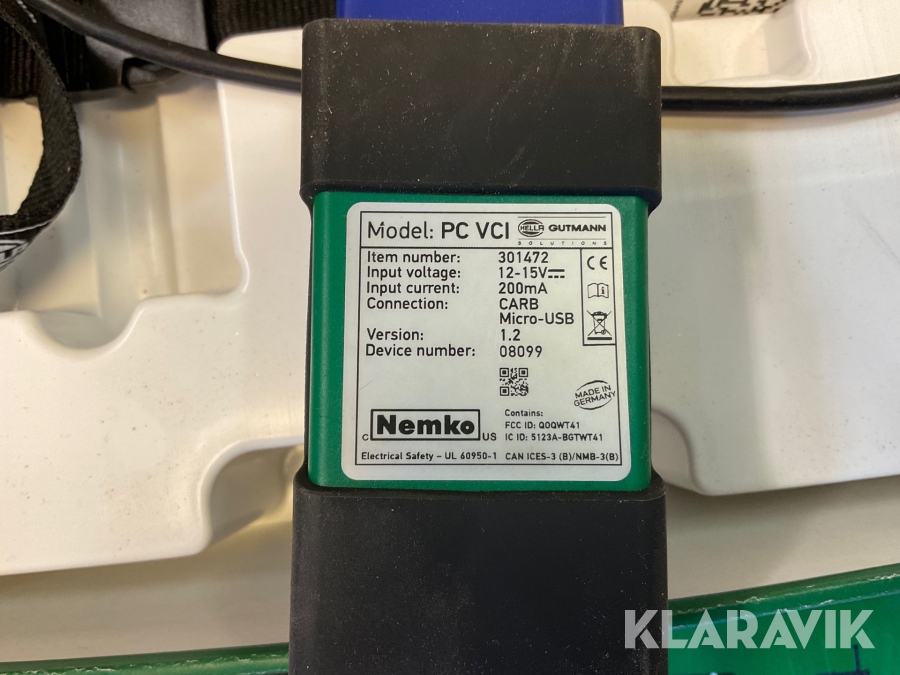 Model: PC VCI HELLA GUTMANN
SOLUTIONS
Item number: 301472
Input voltage: 12-15V⎓
Input current: 200mA
Connection: CARB
Micro-USB
Version: 1.2
Device number: 08099
CE
MADE IN
GERMANY
C Nemko US
Contains:
FCC ID: QOQWT41
IC ID: 5123A-BGTWT41
Electrical Safety – UL 60950-1 CAN ICES-3 (B)/NMB-3(B)
KLARAVIK